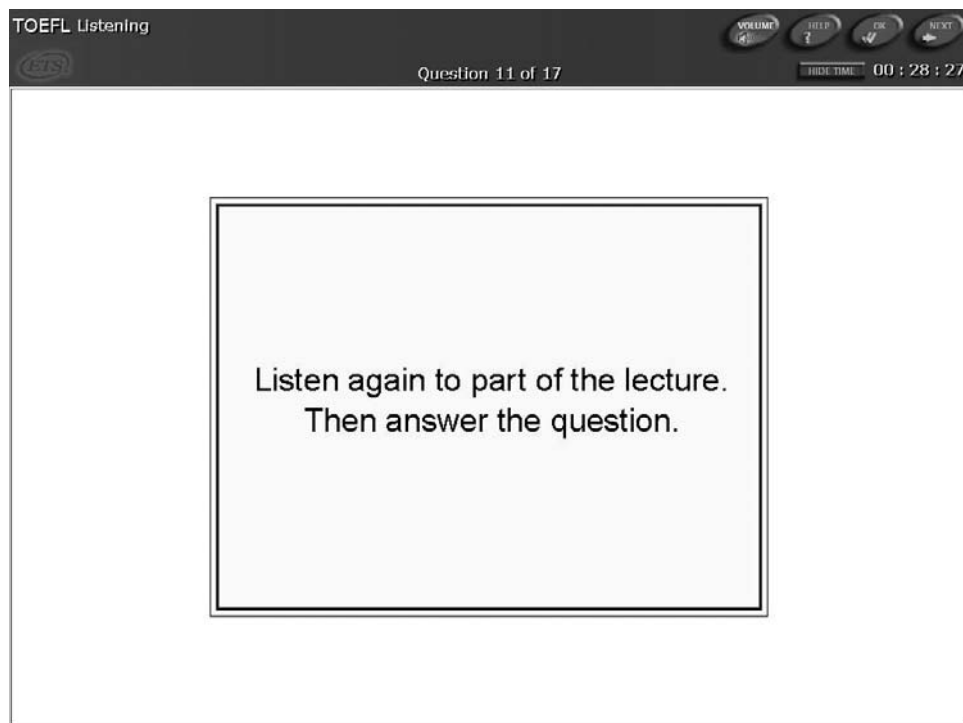 TOEFL Listening
VOLUME
HELP
?
OK
NEXT
ETS
Question 11 of 17
HIDE TIME
00 : 28 : 27
Listen again to part of the lecture.
Then answer the question.